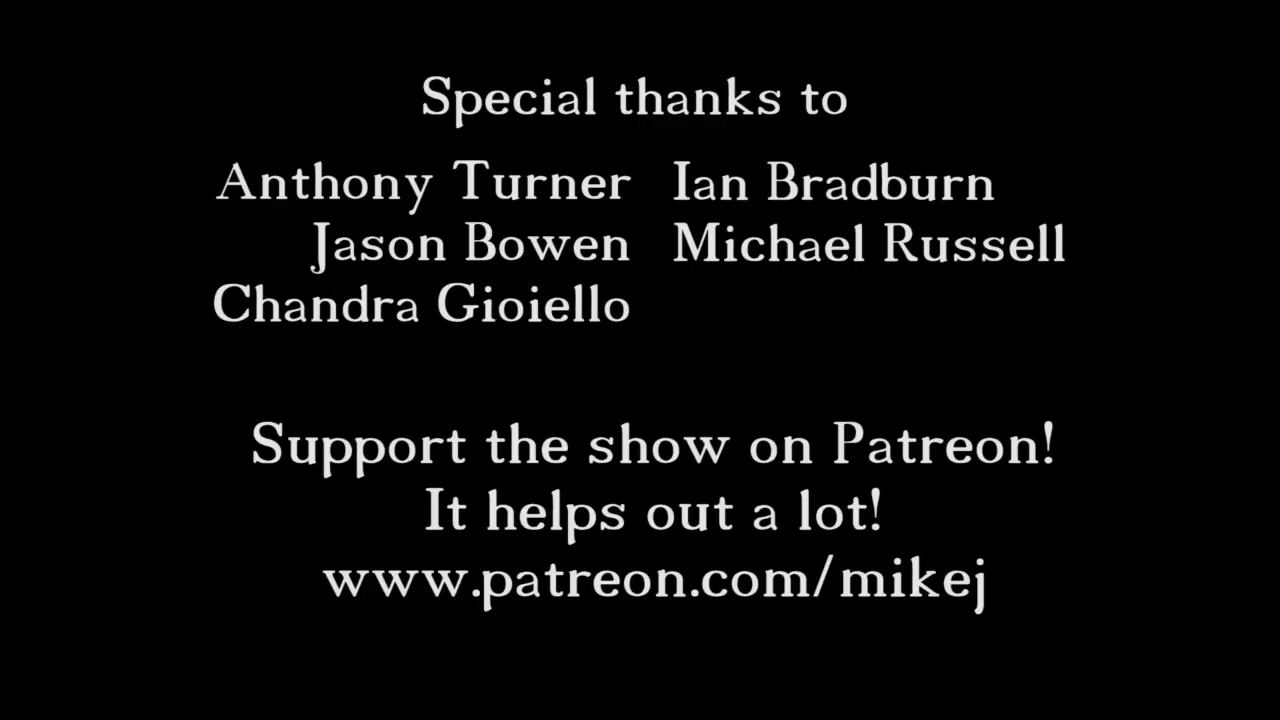 Special thanks to
Anthony Turner Ian Bradburn
Jason Bowen Michael Russell
Chandra Gioiello
Support the show on Patreon!
It helps out a lot!
www.patreon.com/mikej